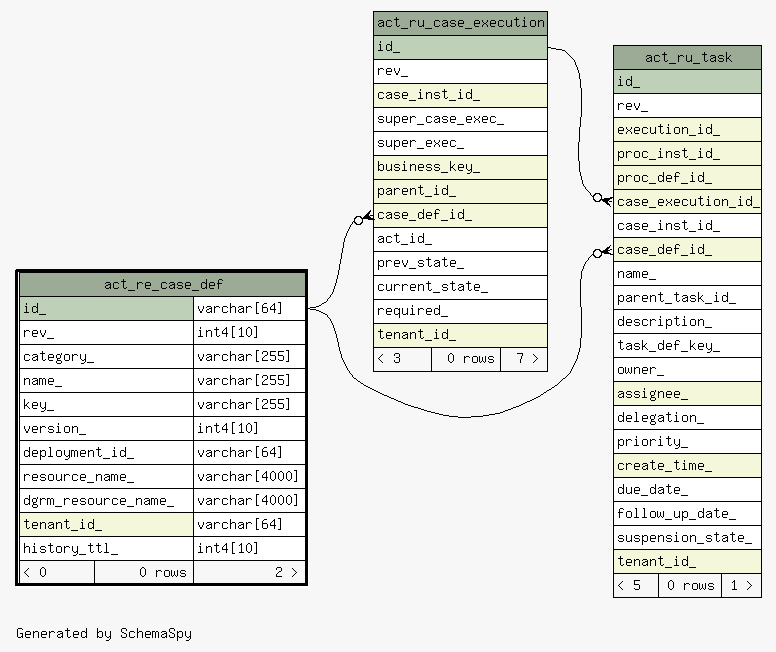 act_ru_case_execution
id_
rev_
case_inst_id_
super_case_exec_
super_exec_
business_key_
parent_id_
case_def_id_
act_id_
prev_state_
current_state_
required_
tenant_id_
< 3 0 rows 7 >
act_ru_task
id_
rev_
execution_id_
proc_inst_id_
proc_def_id_
case_execution_id_
case_inst_id_
case_def_id_
name_
parent_task_id_
description_
task_def_key_
owner_
assignee_
delegation_
priority_
create_time_
due_date_
follow_up_date_
suspension_state_
tenant_id_
< 5 0 rows 1 >
act_re_case_def
id_ varchar[64]
rev_ int4[10]
category_ varchar[255]
name_ varchar[255]
key_ varchar[255]
version_ int4[10]
deployment_id_ varchar[64]
resource_name_ varchar[4000]
dgrm_resource_name_ varchar[4000]
tenant_id_ varchar[64]
history_ttl_ int4[10]
< 0 0 rows 2 >
Generated by SchemaSpy